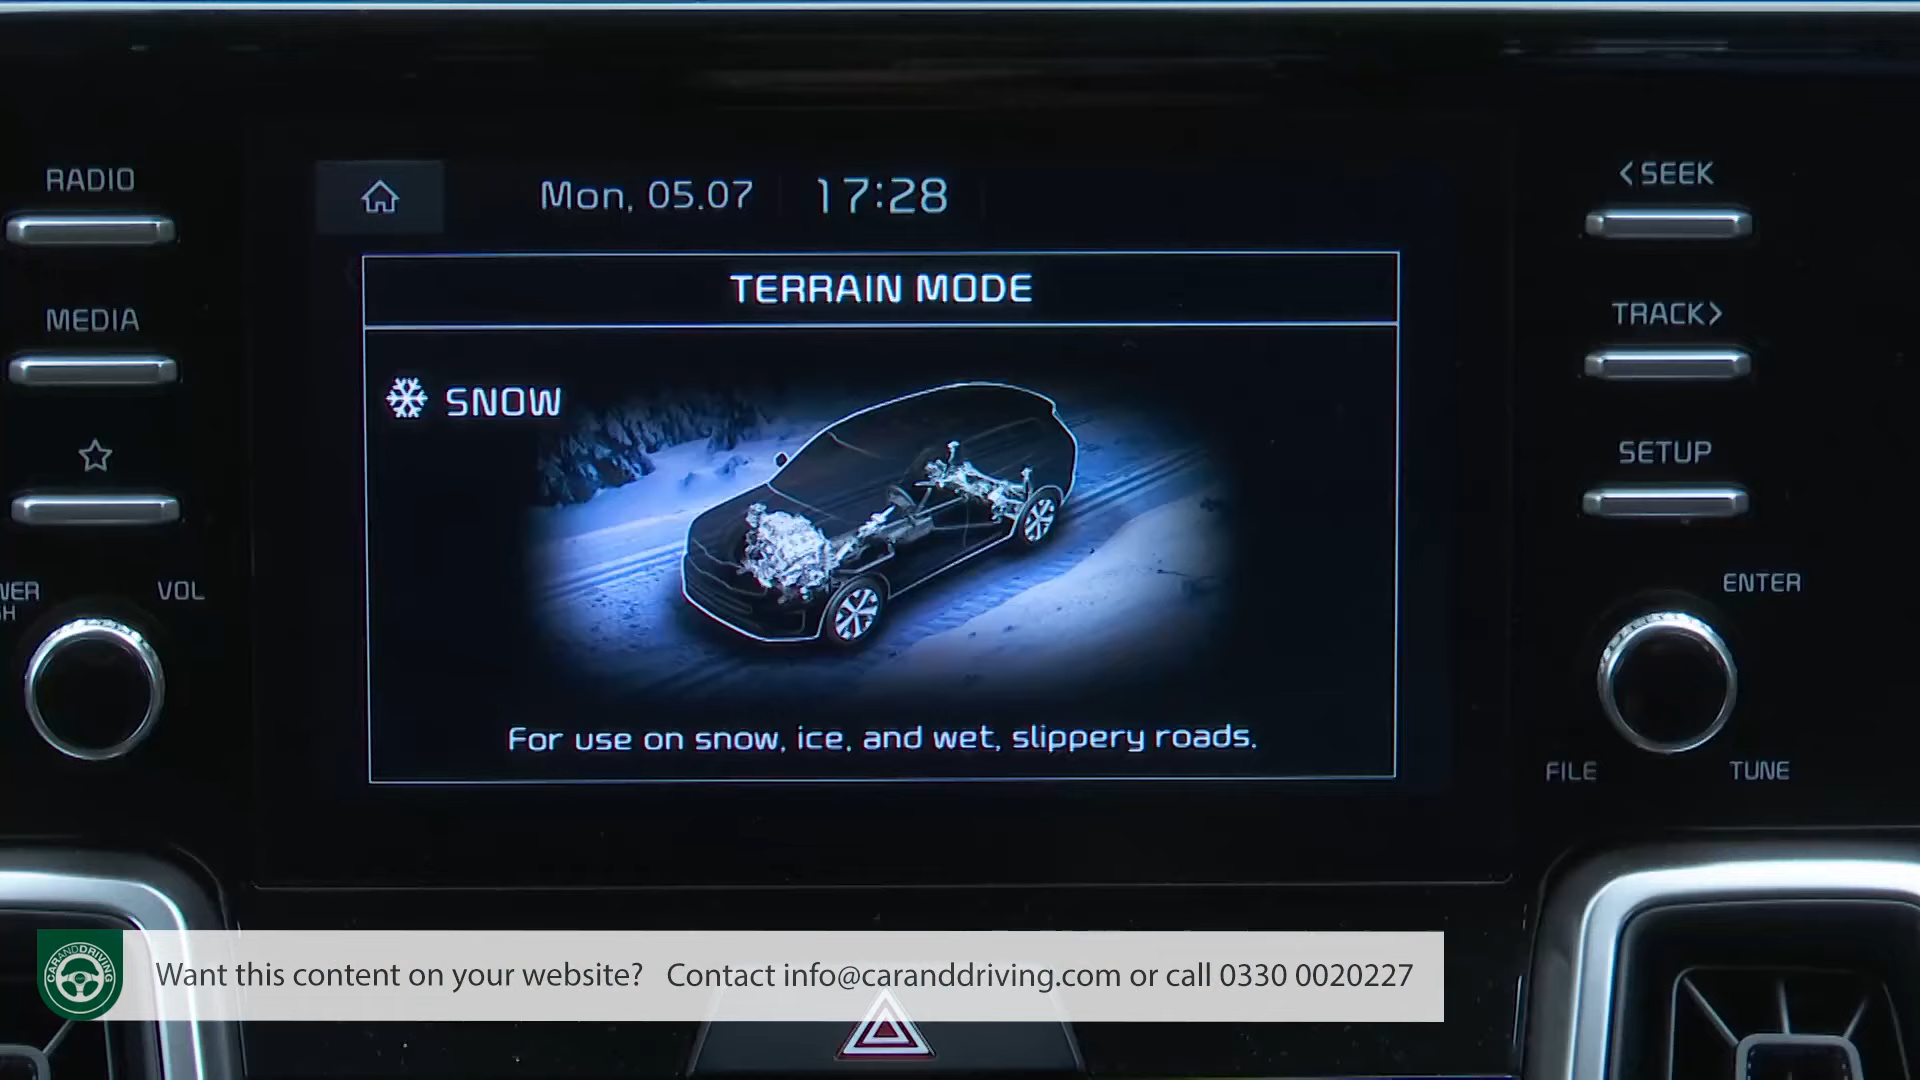 RADIO
MEDIA
VOL
Mon, 05.07 17:28
TERRAIN MODE
SNOW
For use on snow, ice, and wet, slippery roads.
<SEEK
TRACK>
SETUP
ENTER
FILE
TUNE
CARANDDRIVING
Want this content on your website? Contact info@caranddriving.com or call 0330 0020227